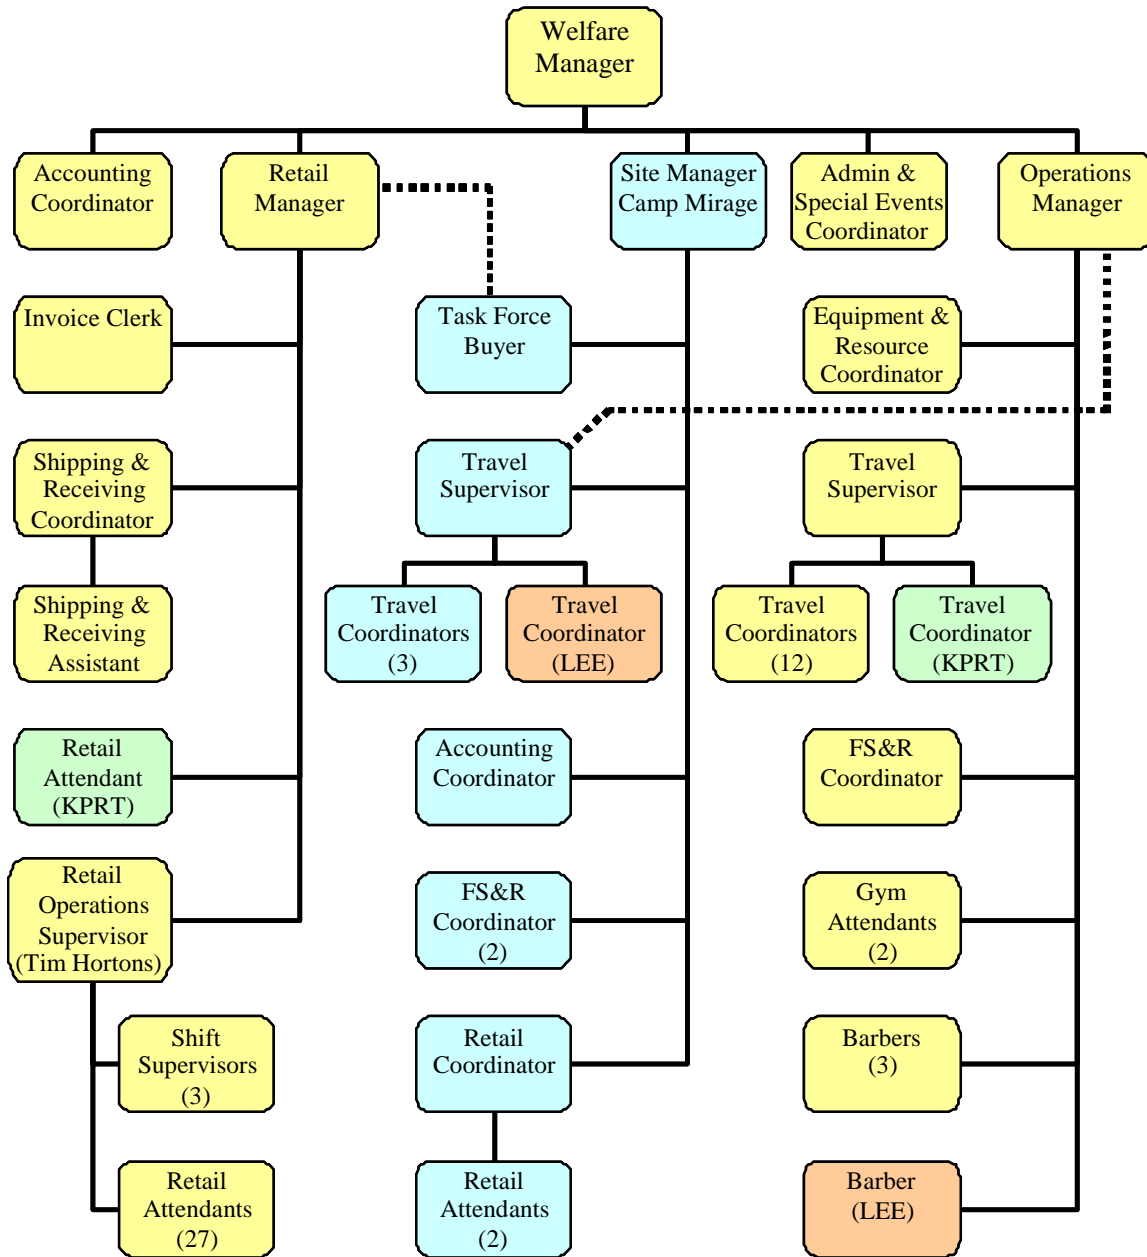 Welfare
Manager
Accounting
Coordinator
Retail
Manager
Site Manager
Camp Mirage
Admin &
Special Events
Coordinator
Operations
Manager
Invoice Clerk
Task Force
Buyer
Equipment &
Resource
Coordinator
Shipping &
Receiving
Coordinator
Travel
Supervisor
Travel
Supervisor
Shipping &
Receiving
Assistant
Travel
Coordinators
(3)
Travel
Coordinator
(LEE)
Travel
Coordinators
(12)
Travel
Coordinator
(KPRT)
Retail
Attendant
(KPRT)
Accounting
Coordinator
FS&R
Coordinator
Retail
Operations
Supervisor
(Tim Hortons)
FS&R
Coordinator
(2)
Gym
Attendants
(2)
Shift
Supervisors
(3)
Retail
Coordinator
Barbers
(3)
Retail
Attendants
(27)
Retail
Attendants
(2)
Barber
(LEE)